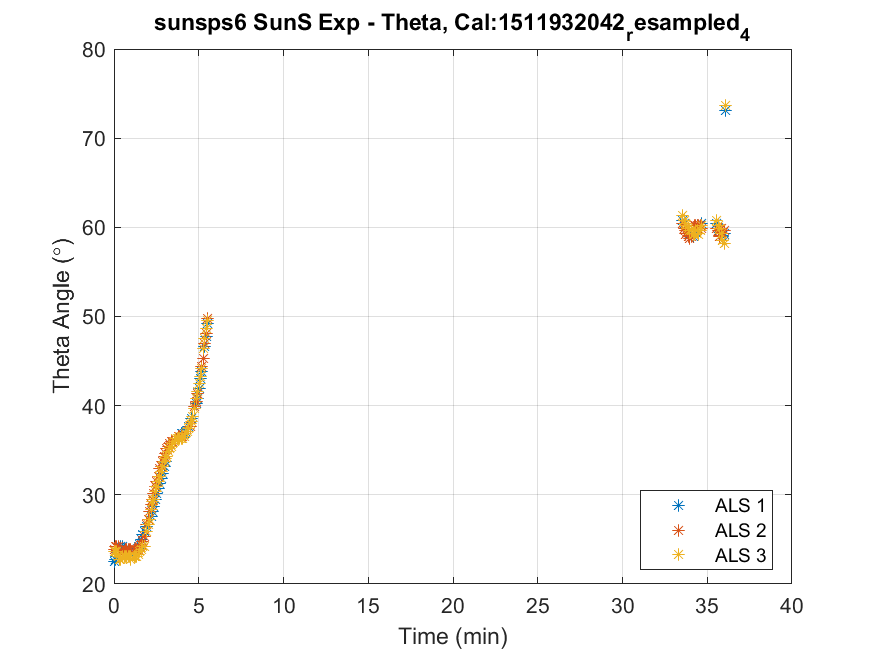 sunsps6 SunS Exp - Theta, Cal:1511932042ᵣesampled₄
80
70
60
50
40
30
20
Theta Angle (°)
0 5 10 15 20 25 30 35 40
Time (min)
ALS 1
ALS 2
ALS 3